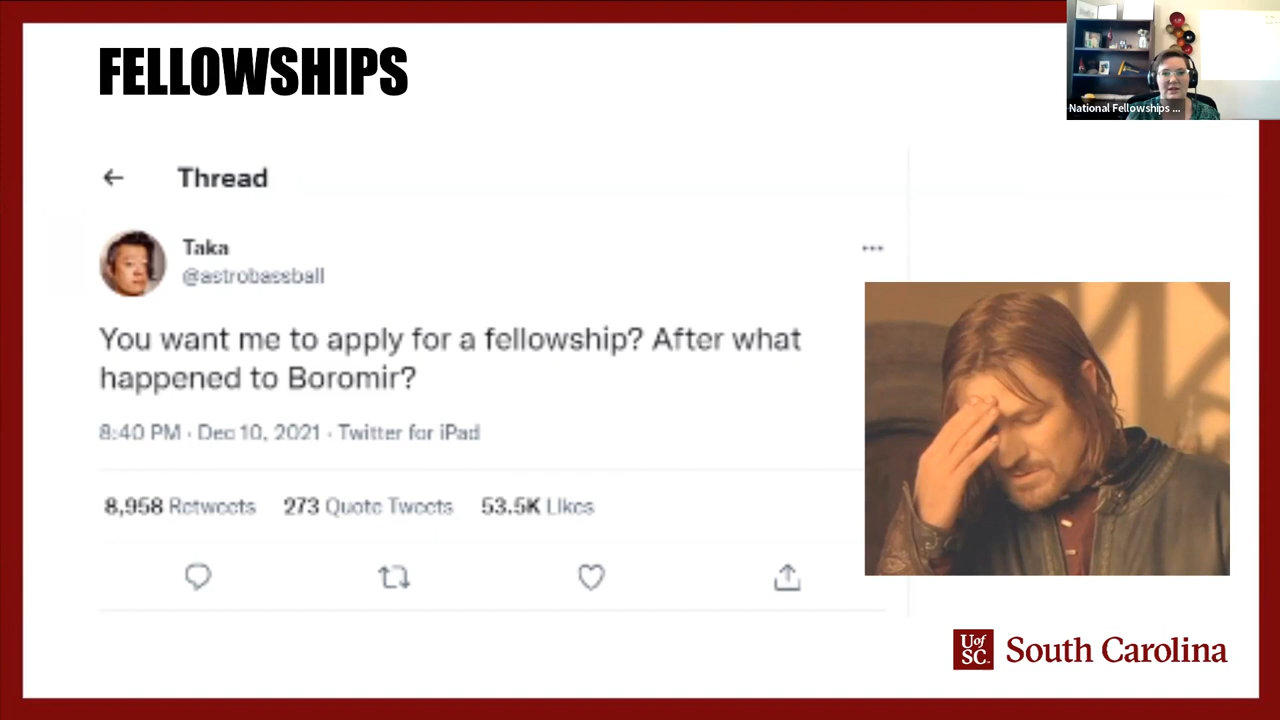 FELLOWSHIPS
National Fellowships ...
Thread
Taka
@astrobassball
You want me to apply for a fellowship? After what
happened to Boromir?
8:40 PM · Dec 10, 2021 · Twitter for iPad
8,958 Retweets 273 Quote Tweets 53.5K Likes
UofSC South Carolina